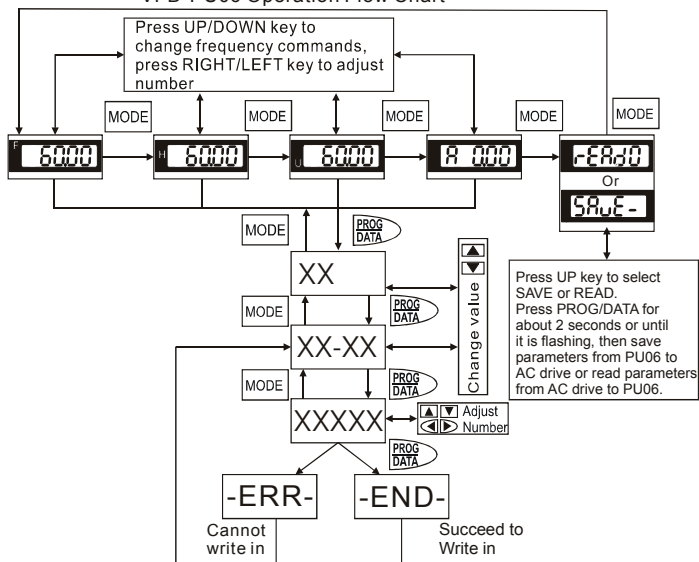 VFD-PU06 Operation Flow Chart
Press UP/DOWN key to
change frequency commands,
press RIGHT/LEFT key to adjust
number
MODE
MODE
MODE
MODE
MODE
F 60.00
H 60.00
U 60.00
A 0.00
rEAd0
Or
SAvE-
MODE
PROG
DATA
XX
MODE
PROG
DATA
XX-XX
MODE
PROG
DATA
XXXXX
PROG
DATA
Change value
Adjust
Number
Press UP key to select
SAVE or READ.
Press PROG/DATA for
about 2 seconds or until
it is flashing, then save
parameters from PU06 to
AC drive or read parameters
from AC drive to PU06.
-ERR-
-END-
Cannot
write in
Succeed to
Write in